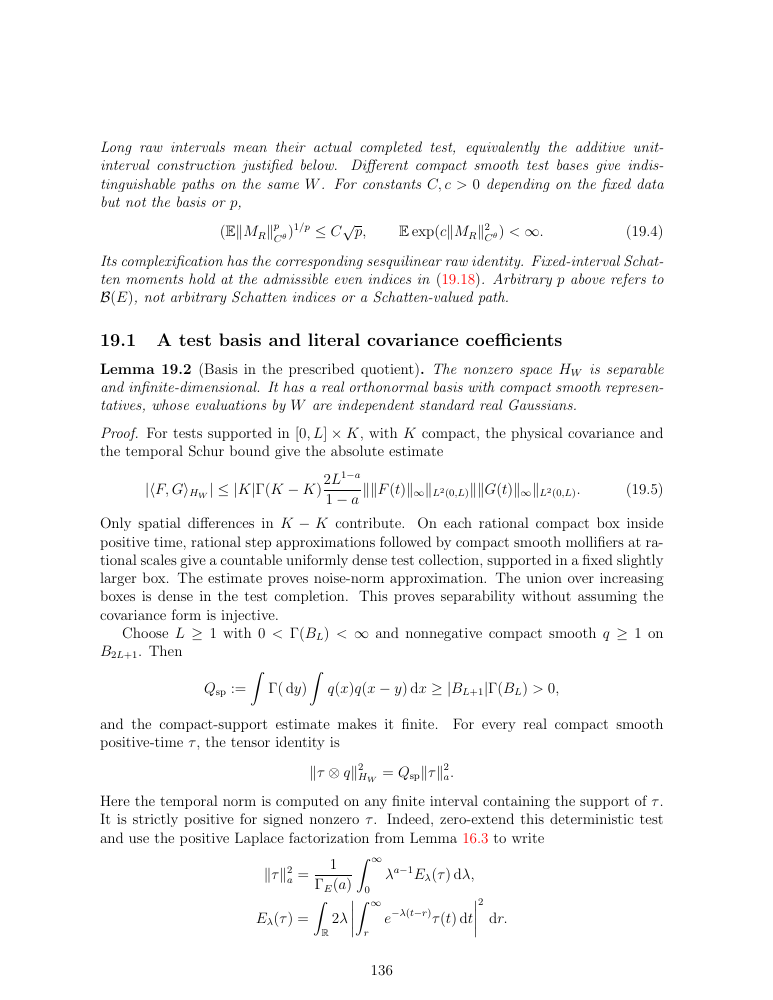 Long raw intervals mean their actual completed test, equivalently the additive unit-
interval construction justified below. Different compact smooth test bases give indis-
tinguishable paths on the same W. For constants C, c > 0 depending on the fixed data
but not the basis or p,
(𝔼‖M_R‖^p_{C^θ})^{1/p} ≤ C√p, 𝔼 exp(c‖M_R‖²_{C^θ}) < ∞. (19.4)
Its complexification has the corresponding sesquilinear raw identity. Fixed-interval Schat-
ten moments hold at the admissible even indices in (19.18). Arbitrary p above refers to
𝓑(E), not arbitrary Schatten indices or a Schatten-valued path.
19.1 A test basis and literal covariance coefficients
Lemma 19.2 (Basis in the prescribed quotient). The nonzero space H_W is separable
and infinite-dimensional. It has a real orthonormal basis with compact smooth represen-
tatives, whose evaluations by W are independent standard real Gaussians.
Proof. For tests supported in [0, L] × K, with K compact, the physical covariance and
the temporal Schur bound give the absolute estimate
|⟨F, G⟩_{H_W}| ≤ |K|Γ(K − K) \frac{2L^{1−a}}{1 − a} ‖‖F(t)‖_∞‖_{L²(0,L)}‖‖G(t)‖_∞‖_{L²(0,L)}. (19.5)
Only spatial differences in K − K contribute. On each rational compact box inside
positive time, rational step approximations followed by compact smooth mollifiers at ra-
tional scales give a countable uniformly dense test collection, supported in a fixed slightly
larger box. The estimate proves noise-norm approximation. The union over increasing
boxes is dense in the test completion. This proves separability without assuming the
covariance form is injective.
Choose L ≥ 1 with 0 < Γ(B_L) < ∞ and nonnegative compact smooth q ≥ 1 on
B_{2L+1}. Then
Q_sp := ∫ Γ( dy) ∫ q(x)q(x − y) dx ≥ |B_{L+1}|Γ(B_L) > 0,
and the compact-support estimate makes it finite. For every real compact smooth
positive-time τ, the tensor identity is
‖τ ⊗ q‖²_{H_W} = Q_sp‖τ‖²_a.
Here the temporal norm is computed on any finite interval containing the support of τ.
It is strictly positive for signed nonzero τ. Indeed, zero-extend this deterministic test
and use the positive Laplace factorization from Lemma 16.3 to write
‖τ‖²_a = \frac{1}{Γ_E(a)} ∫_0^∞ λ^{a−1}E_λ(τ) dλ,
E_λ(τ) = ∫_ℝ 2λ |∫_r^∞ e^{−λ(t−r)}τ(t) dt|² dr.
136